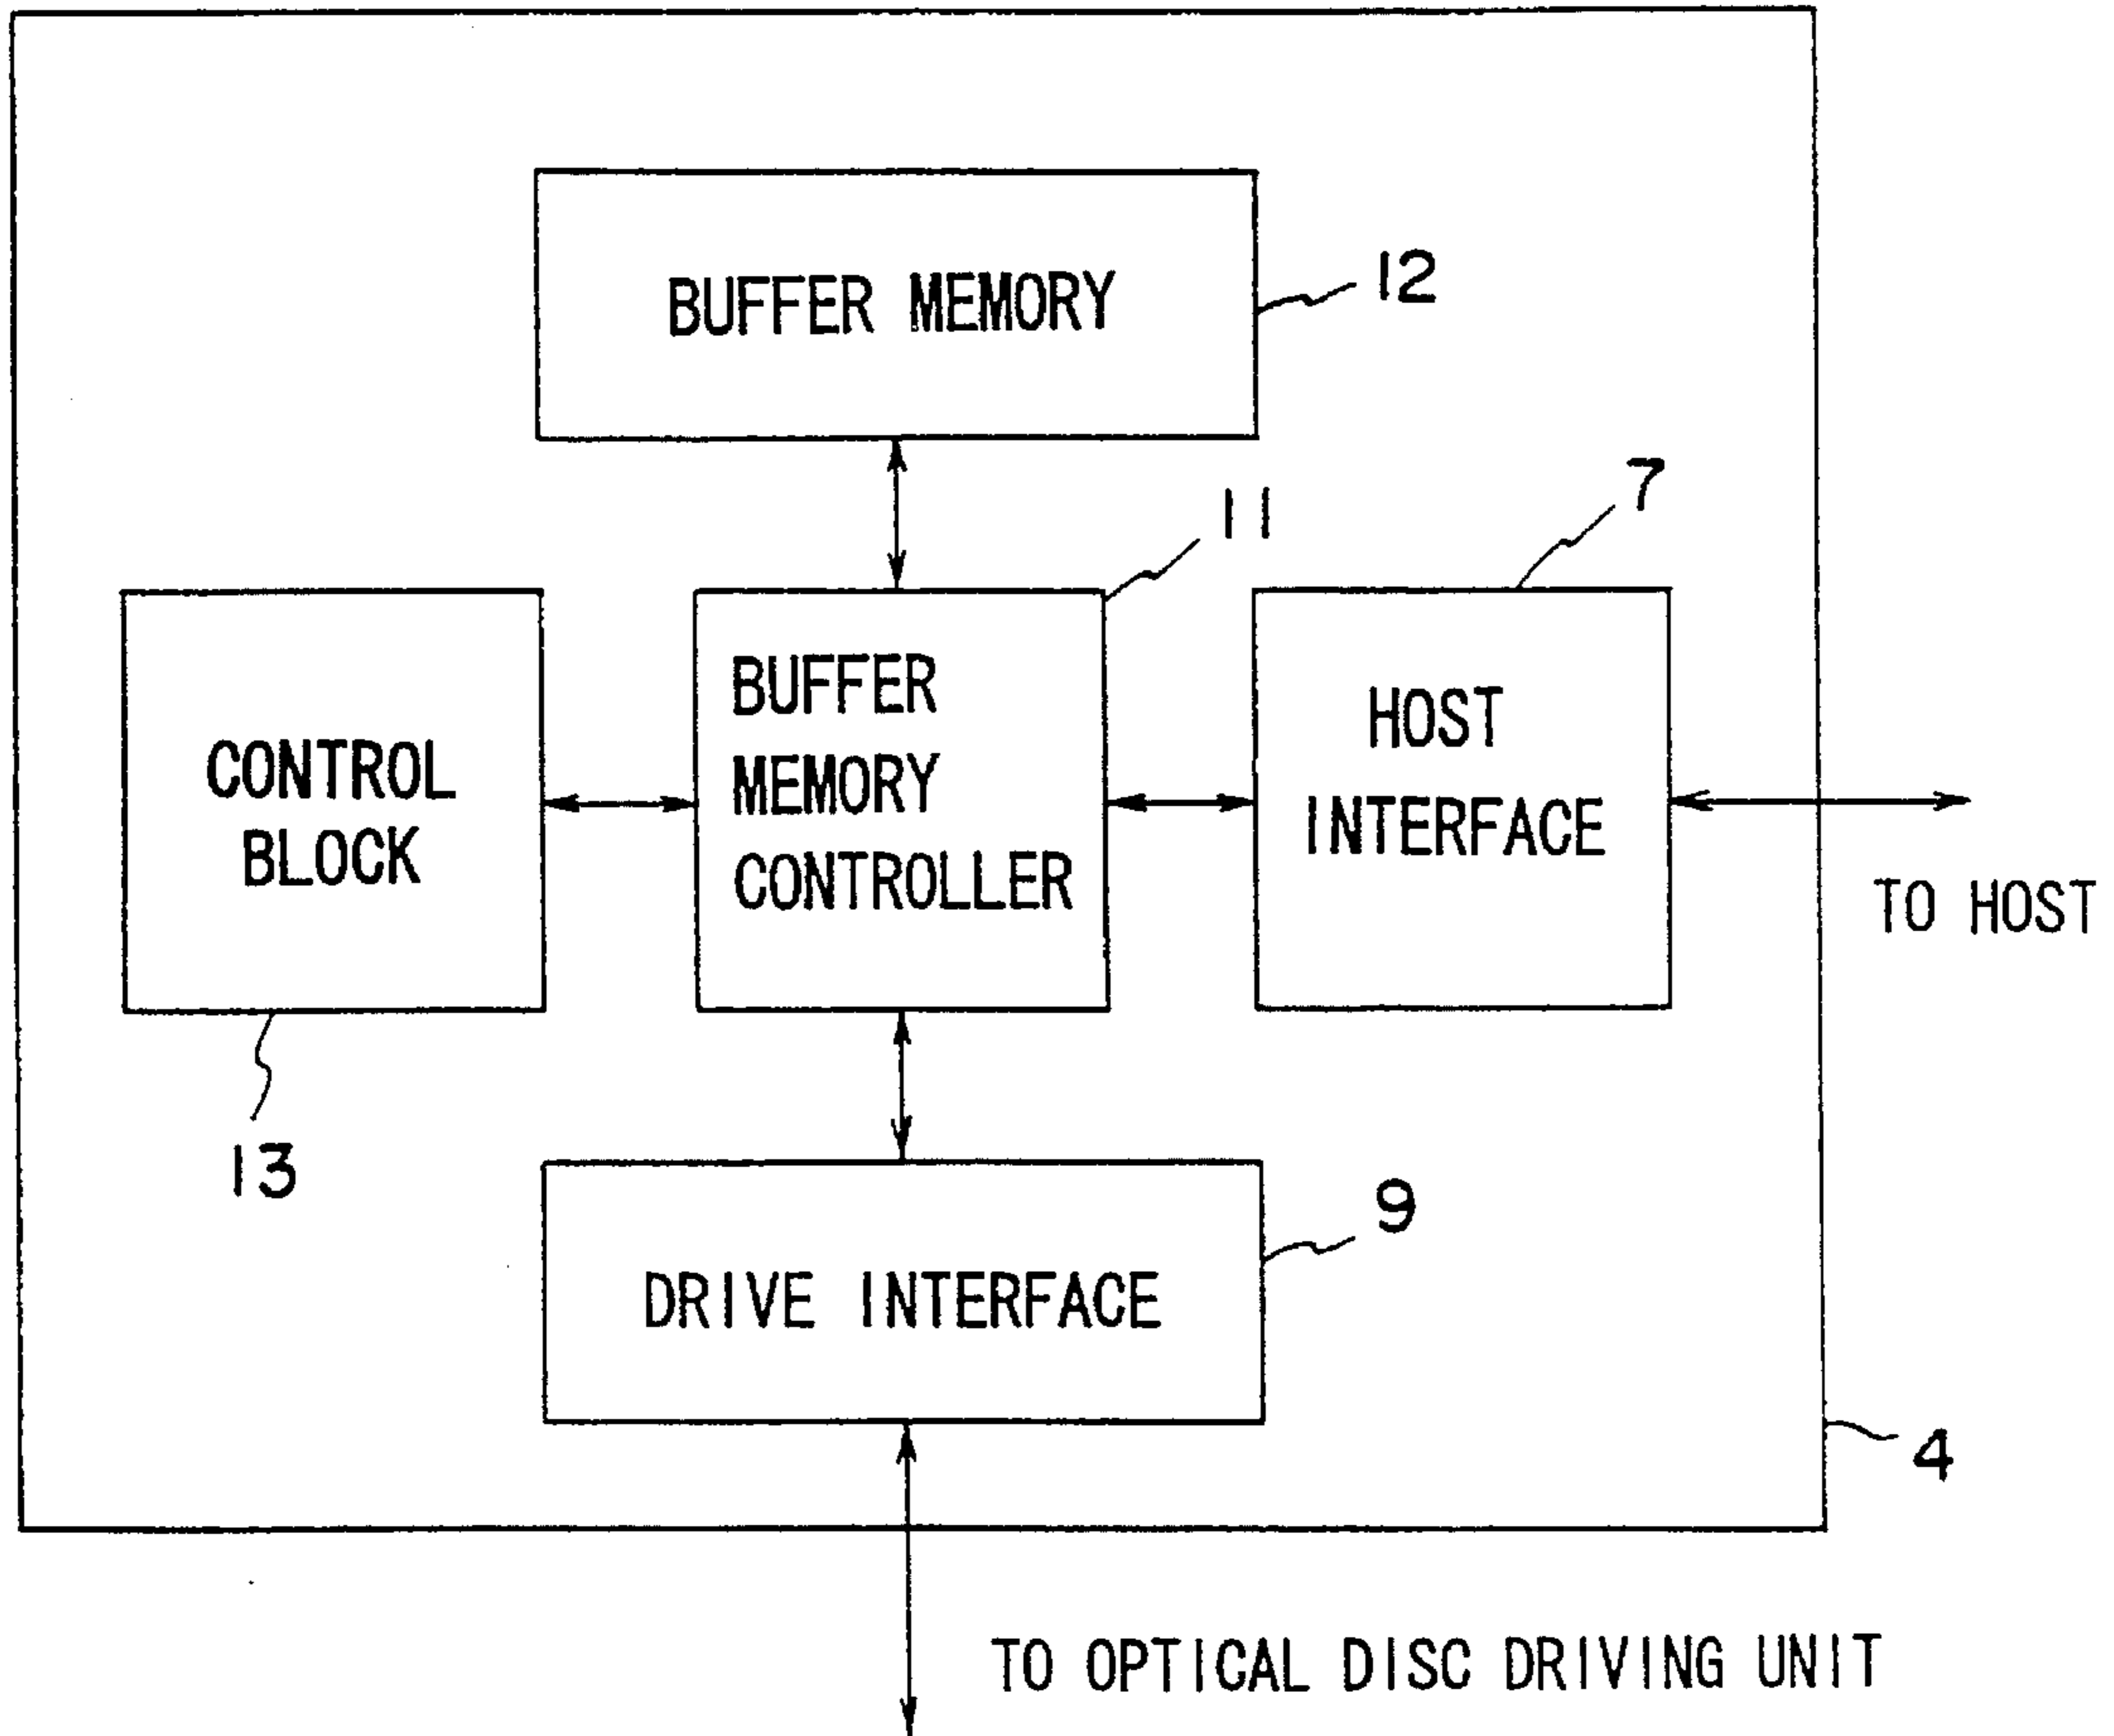 BUFFER MEMORY
12
11
7
CONTROL
BLOCK
BUFFER
MEMORY
CONTROLLER
HOST
INTERFACE
TO HOST
13
9
DRIVE INTERFACE
4
TO OPTICAL DISC DRIVING UNIT